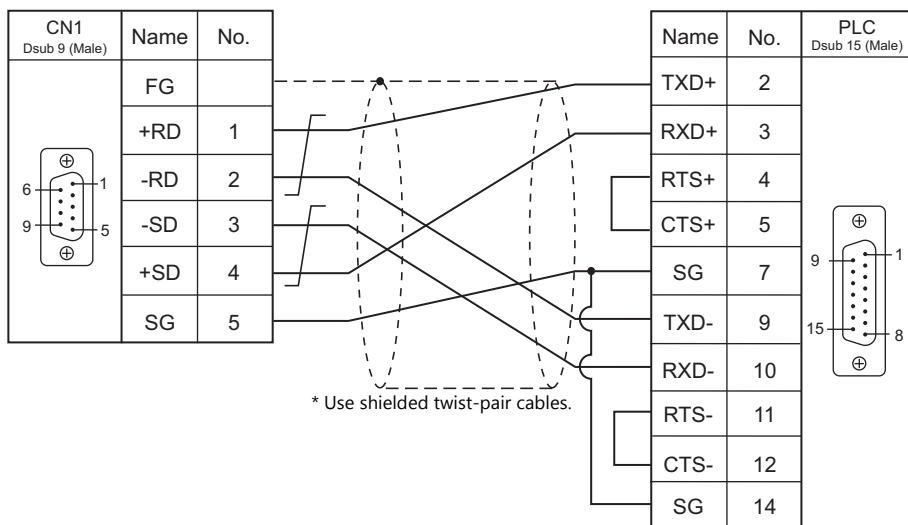 CN1
Dsub 9 (Male)
Name No.
FG
+RD 1
-RD 2
-SD 3
+SD 4
SG 5
6 1
9 5
* Use shielded twist-pair cables.
Name No.
PLC
Dsub 15 (Male)
TXD+ 2
RXD+ 3
RTS+ 4
CTS+ 5
SG 7
TXD- 9
RXD- 10
RTS- 11
CTS- 12
SG 14
9 1
15 8